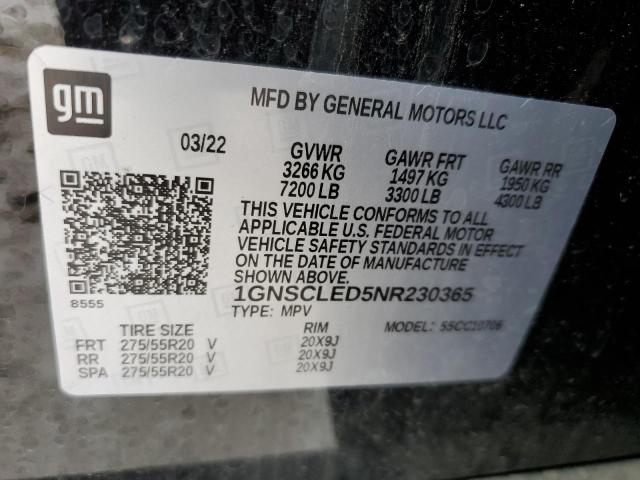 gm
MFD BY GENERAL MOTORS LLC
03/22
GVWR GAWR FRT GAWR RR
3266 KG 1497 KG 1950 KG
7200 LB 3300 LB 4300 LB
THIS VEHICLE CONFORMS TO ALL
APPLICABLE U.S. FEDERAL MOTOR
VEHICLE SAFETY STANDARDS IN EFFECT
ON THE DATE OF MANUFACTURE
SHOWN ABOVE.
8555
1GNSCLED5NR230365
TYPE: MPV MODEL: 55CC10706
TIRE SIZE RIM
FRT 275/55R20 V 20X9J
RR 275/55R20 V 20X9J
SPA 275/55R20 V 20X9J